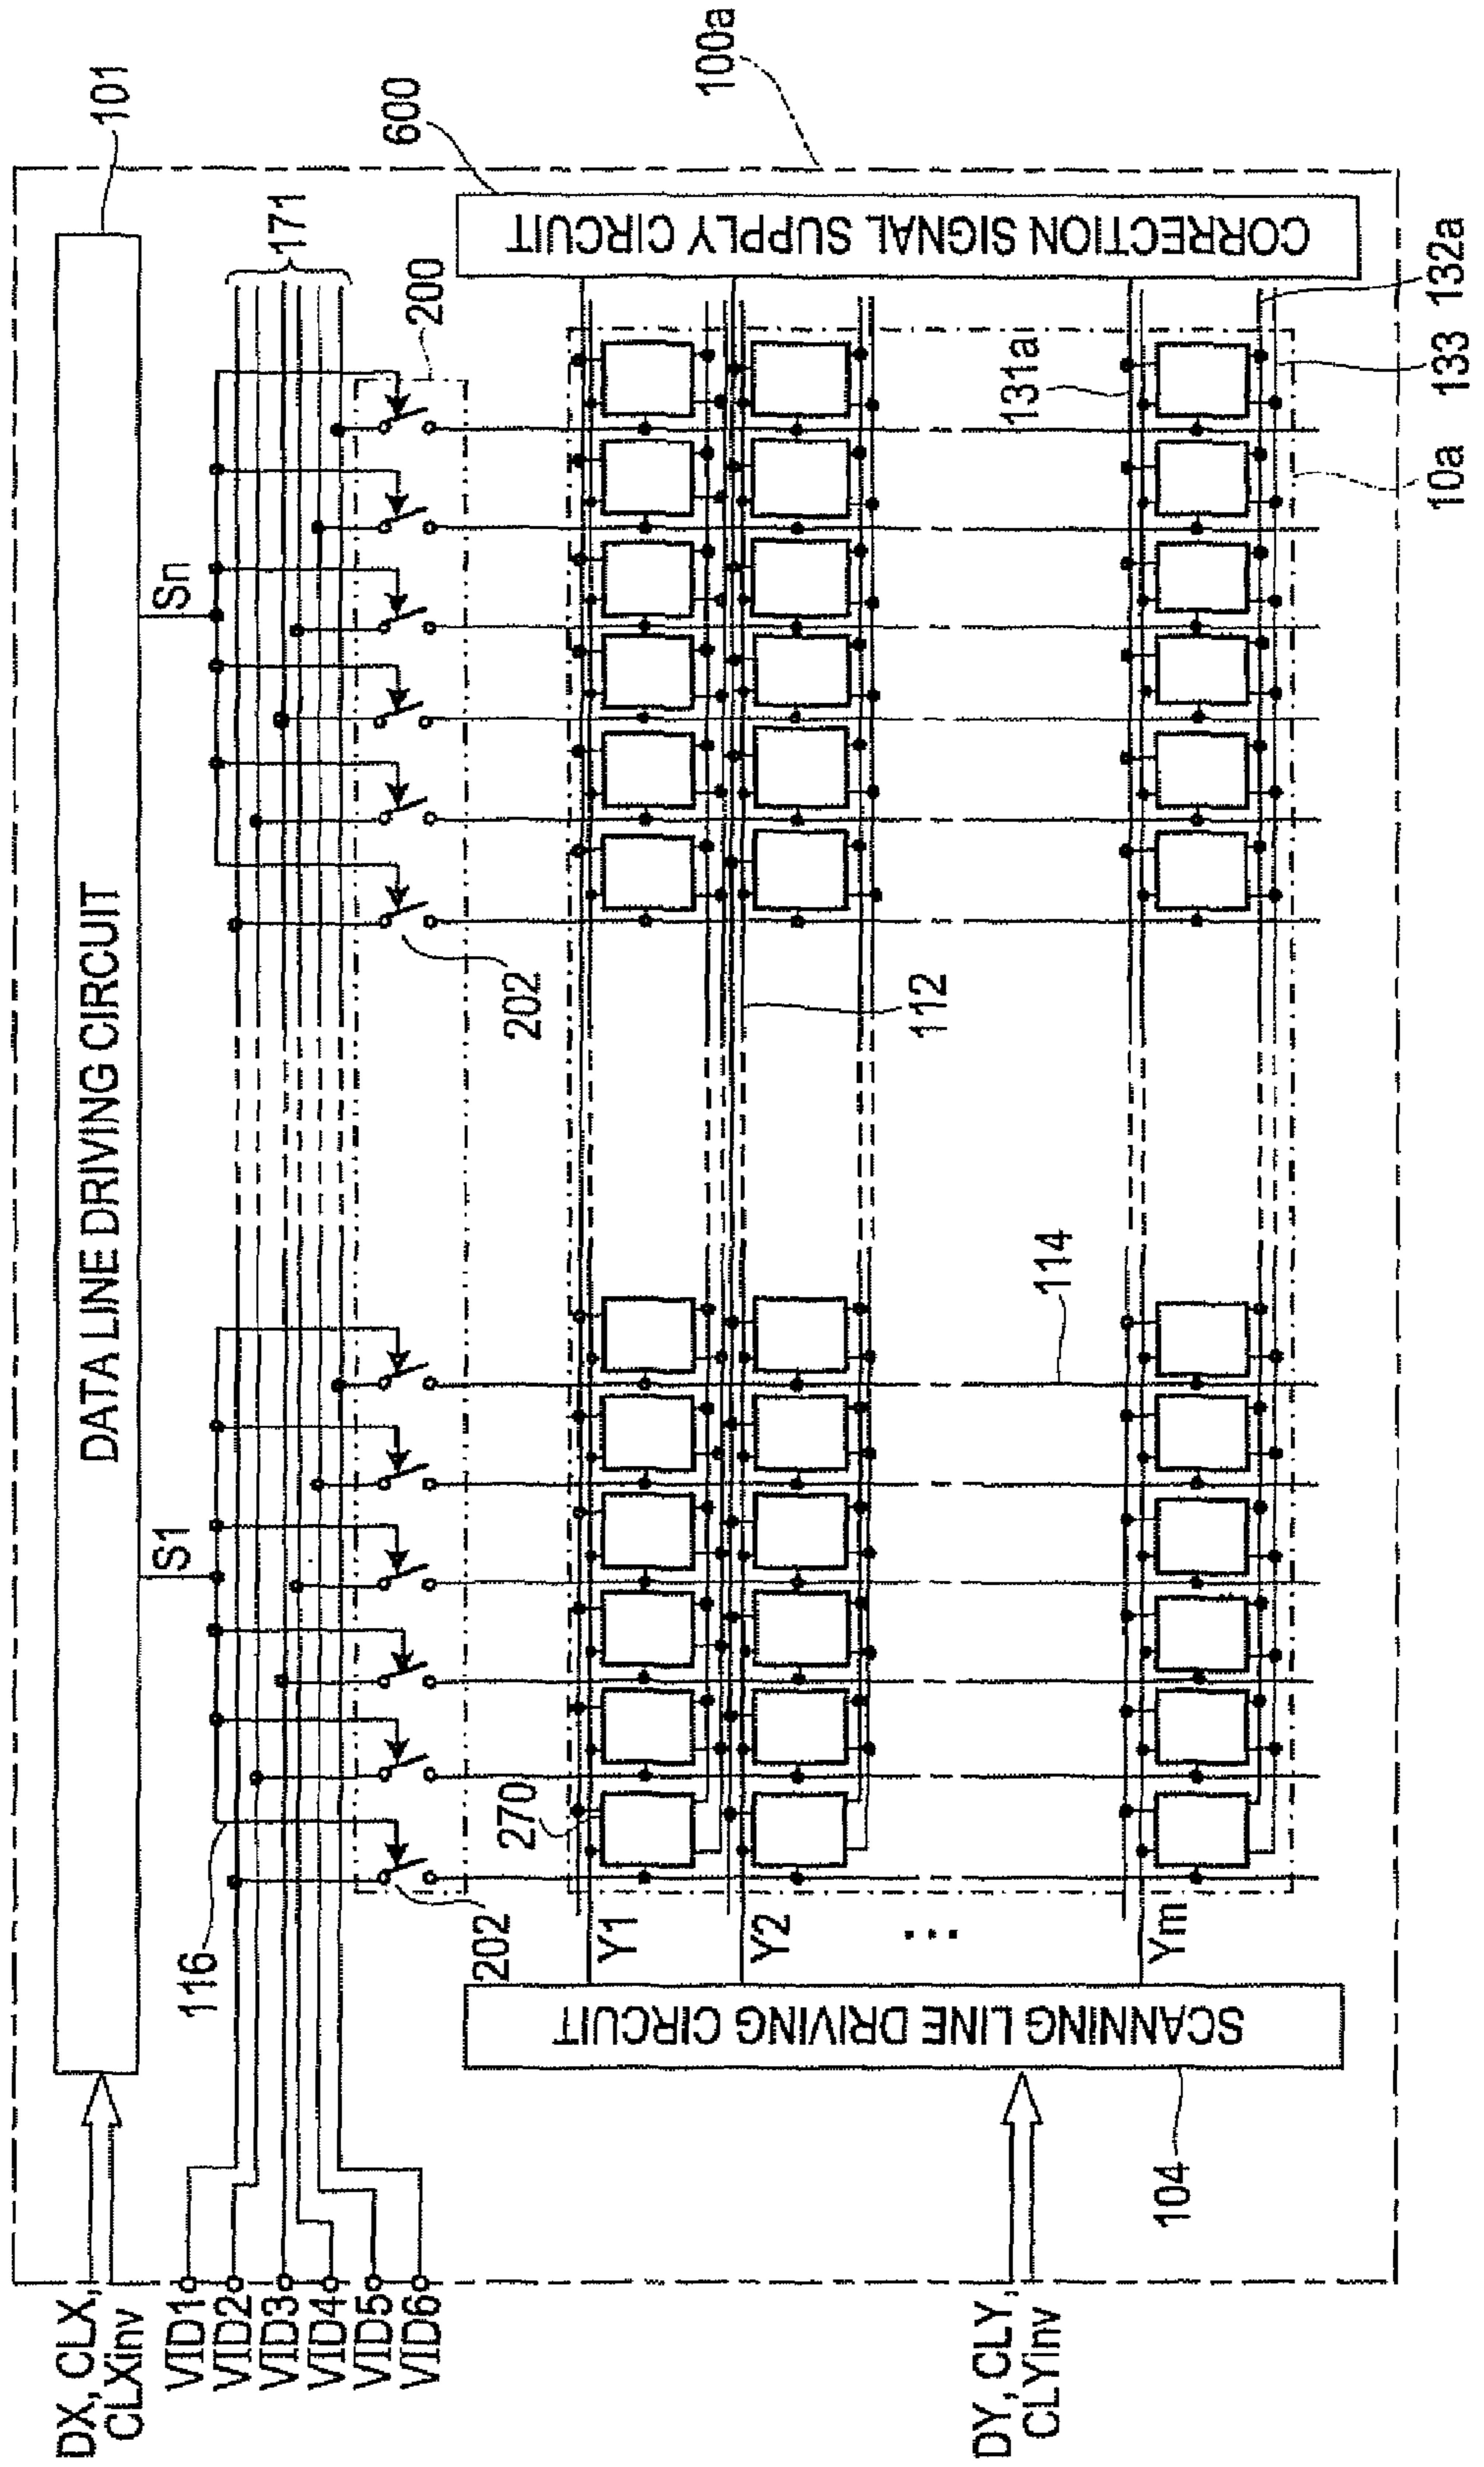 DX, CLX,
CLXinv
VID1
VID2
VID3
VID4
VID5
VID6
DY, CLY,
CLYinv
DATA LINE DRIVING CIRCUIT
101
116
S1
Sn
171
200
202
202
600
100a
SCANNING LINE DRIVING CIRCUIT
104
Y1
Y2
...
Ym
270
114
112
131a
CORRECTION SIGNAL SUPPLY CIRCUIT
10a
133
132a